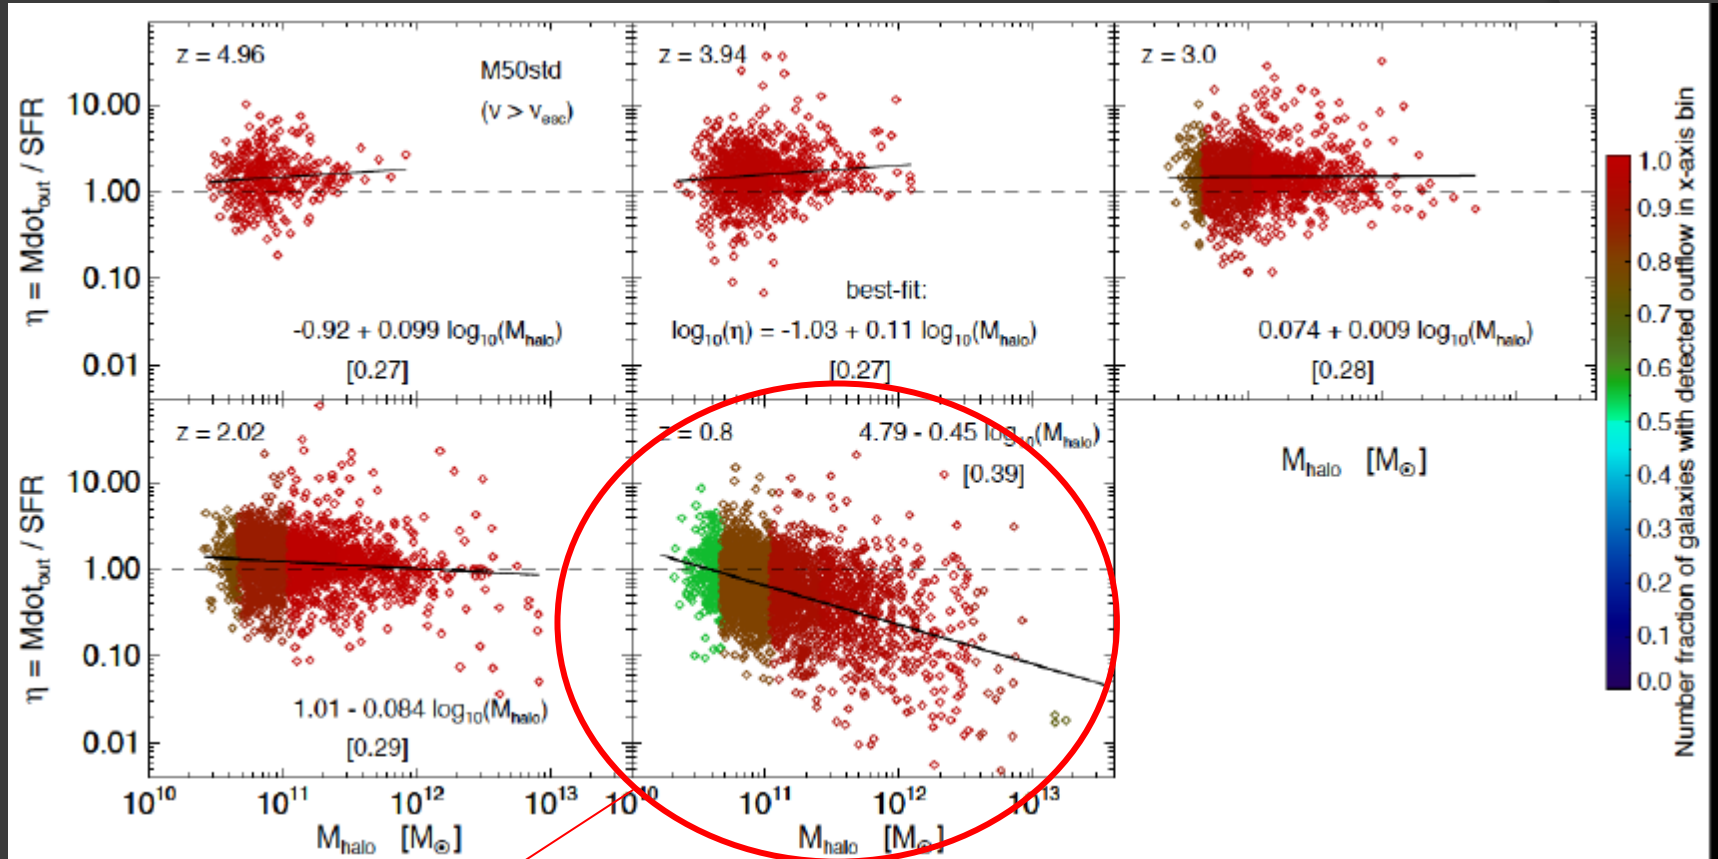 z = 4.96
M50std
(v > vesc)
z = 3.94
z = 3.0
η = Mdotout / SFR
10.00
1.00
0.10
0.01
-0.92 + 0.099 log10(Mhalo)
[0.27]
best-fit:
log10(η) = -1.03 + 0.11 log10(Mhalo)
[0.27]
0.074 + 0.009 log10(Mhalo)
[0.28]
z = 2.02
z = 0.8
4.79 - 0.45 log10(Mhalo)
[0.39]
η = Mdotout / SFR
10.00
1.00
0.10
0.01
1.01 - 0.084 log10(Mhalo)
[0.29]
10^10 10^11 10^12 10^13
Mhalo [M⊙]
10^10 10^11 10^12 10^13
Mhalo [M⊙]
Mhalo [M⊙]
1.0
0.9
0.8
0.7
0.6
0.5
0.4
0.3
0.2
0.1
0.0
Number fraction of galaxies with detected outflow in x-axis bin